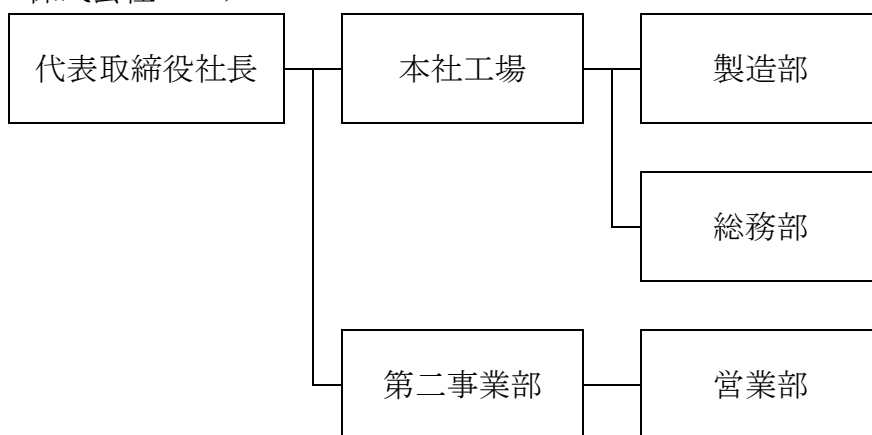 代表取締役社長
本社工場
製造部
総務部
第二事業部
営業部